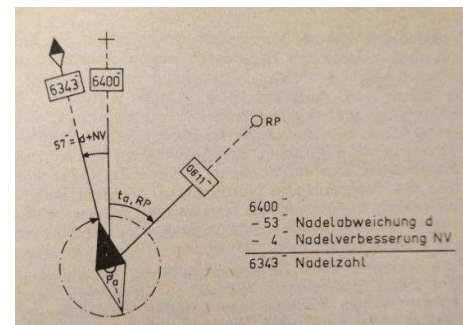 6343⁻
6400⁻
57⁻ = d+NV
RP
0811⁻
ta, RP
Pa
6400⁻
- 53⁻ Nadelabweichung d
- 4⁻ Nadelverbesserung NV
6343⁻ Nadelzahl